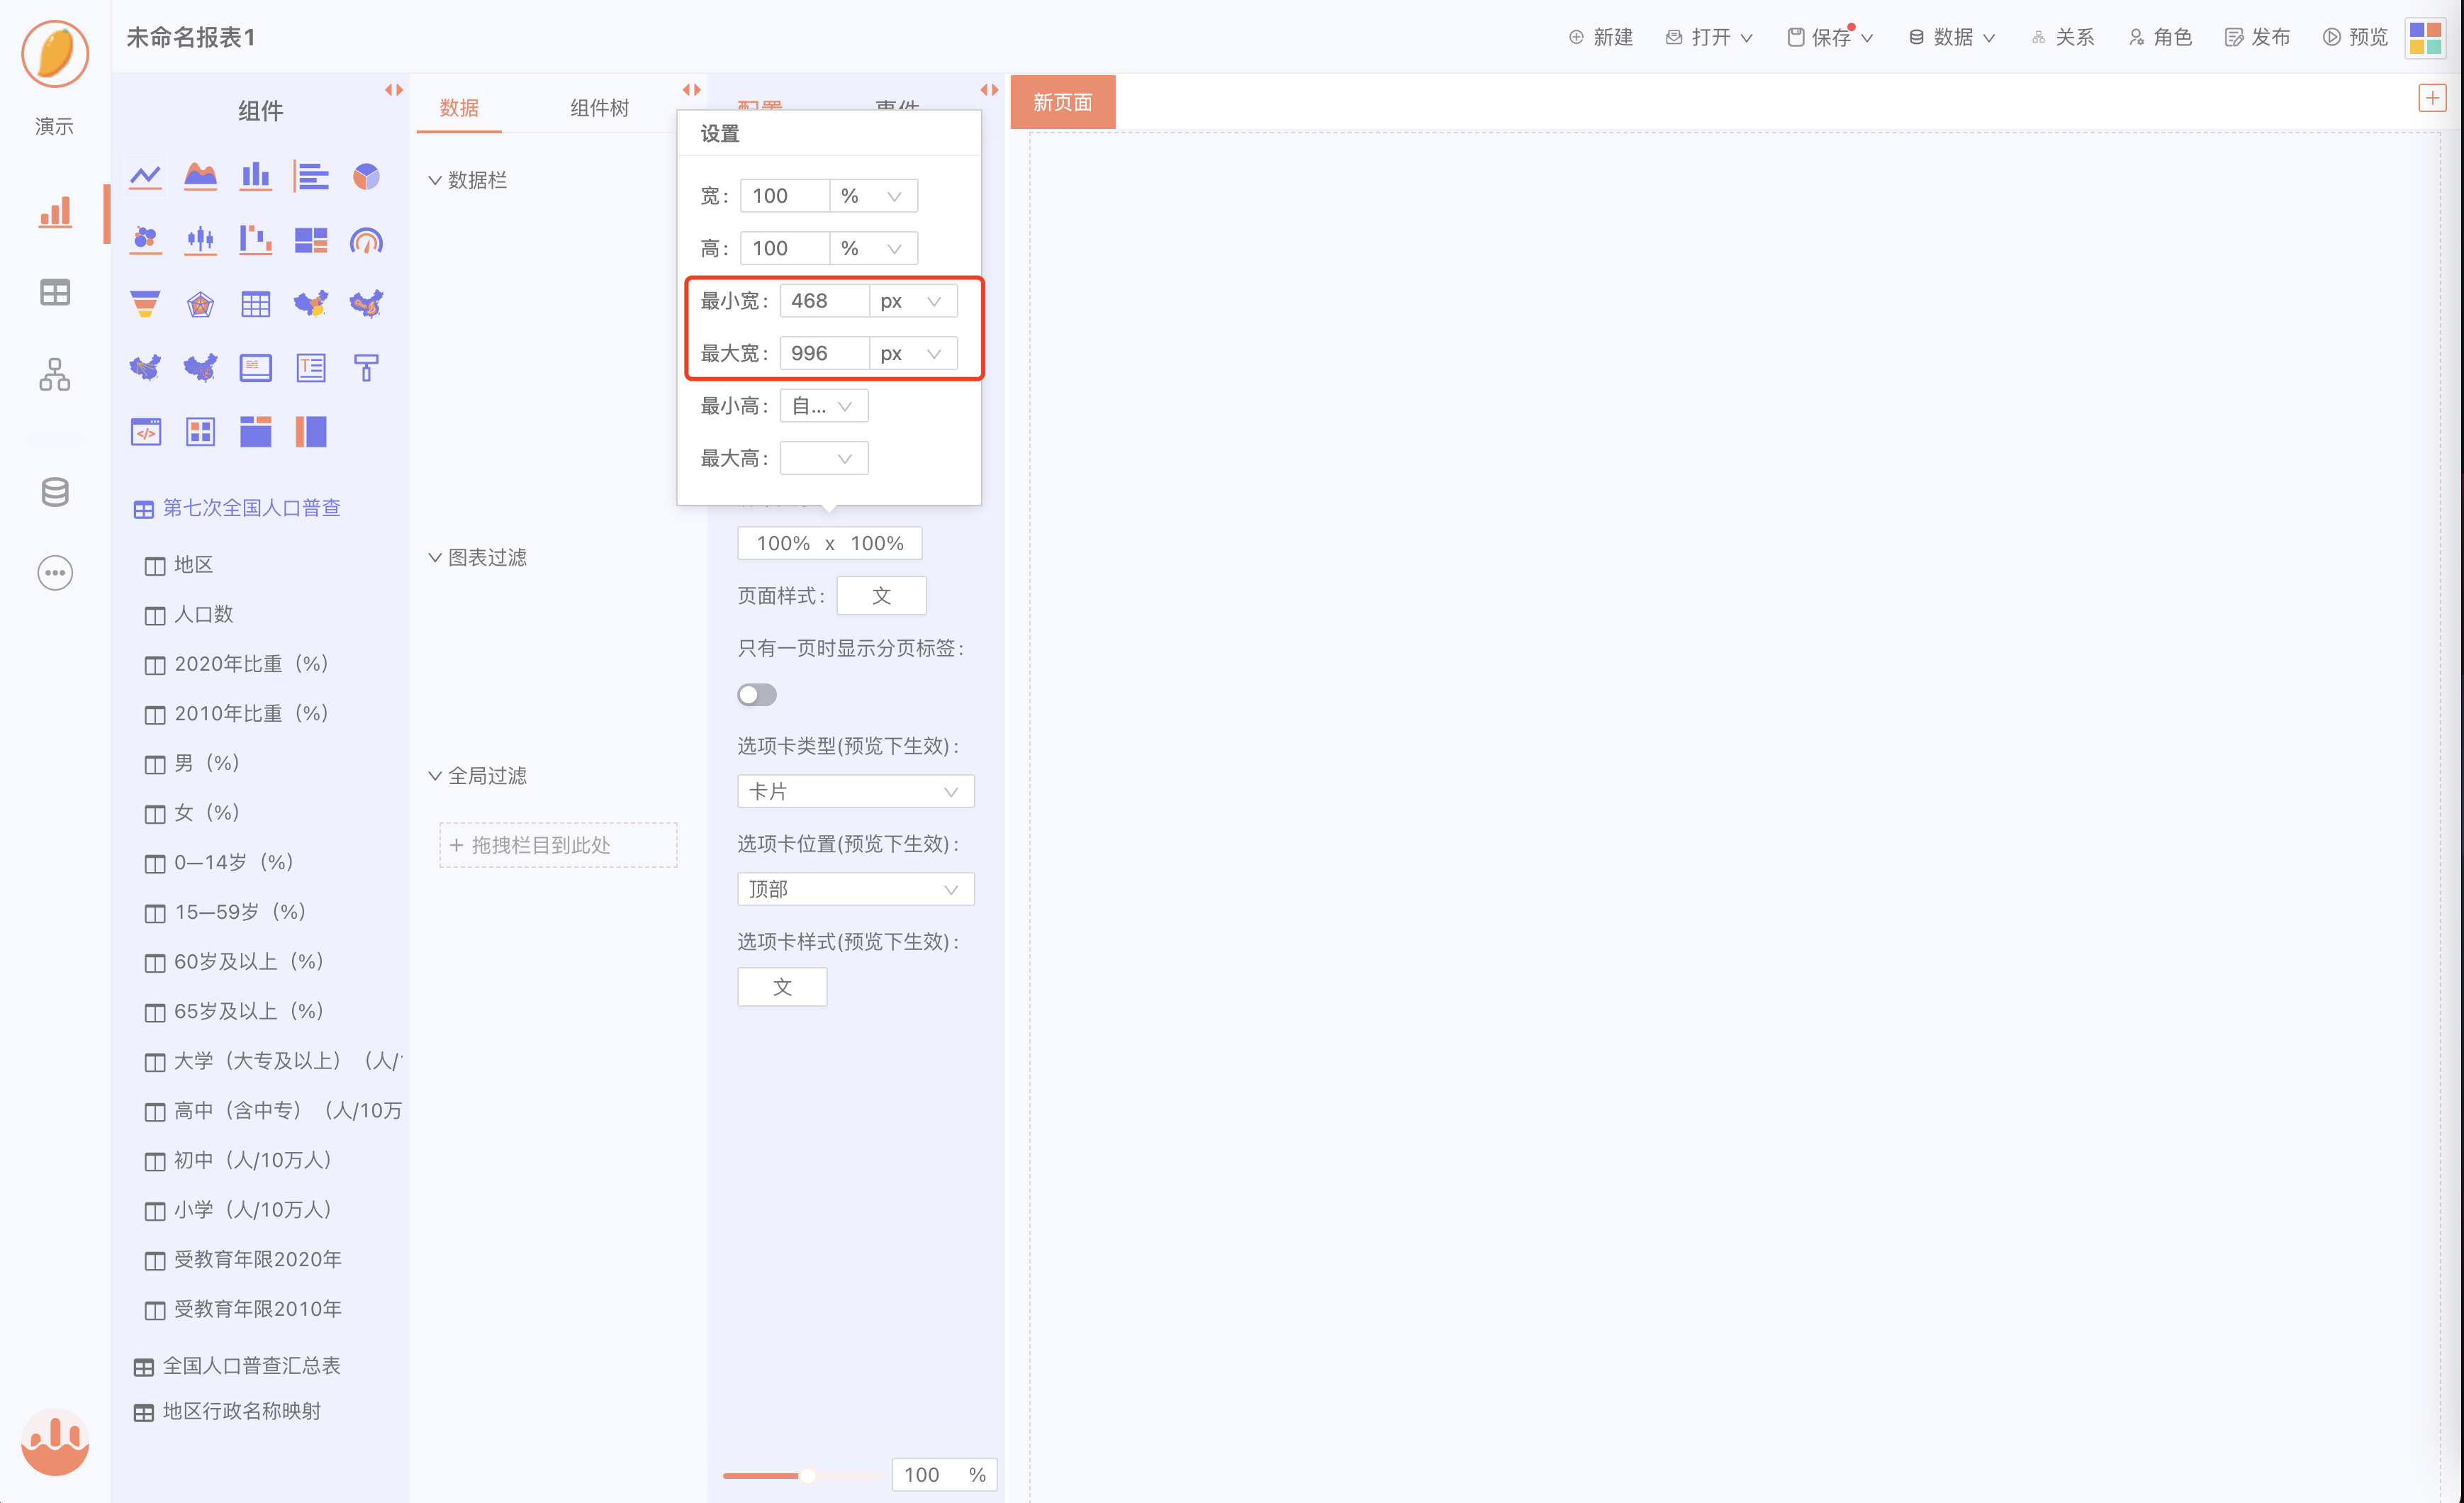 未命名报表1
新建
打开
保存
数据
关系
角色
发布
预览
演示
组件
第七次全国人口普查
地区
人口数
2020年比重（%）
2010年比重（%）
男（%）
女（%）
0—14岁（%）
15—59岁（%）
60岁及以上（%）
65岁及以上（%）
大学（大专及以上）（人/
高中（含中专）（人/10万
初中（人/10万人）
小学（人/10万人）
受教育年限2020年
受教育年限2010年
全国人口普查汇总表
地区行政名称映射
数据 组件树
数据栏
图表过滤
全局过滤
+ 拖拽栏目到此处
配置 事件
设置
宽: 100 %
高: 100 %
最小宽: 468 px
最大宽: 996 px
最小高: 自...
最大高:
100% x 100%
页面样式: 文
只有一页时显示分页标签:
选项卡类型(预览下生效):
卡片
选项卡位置(预览下生效):
顶部
选项卡样式(预览下生效):
文
100 %
新页面